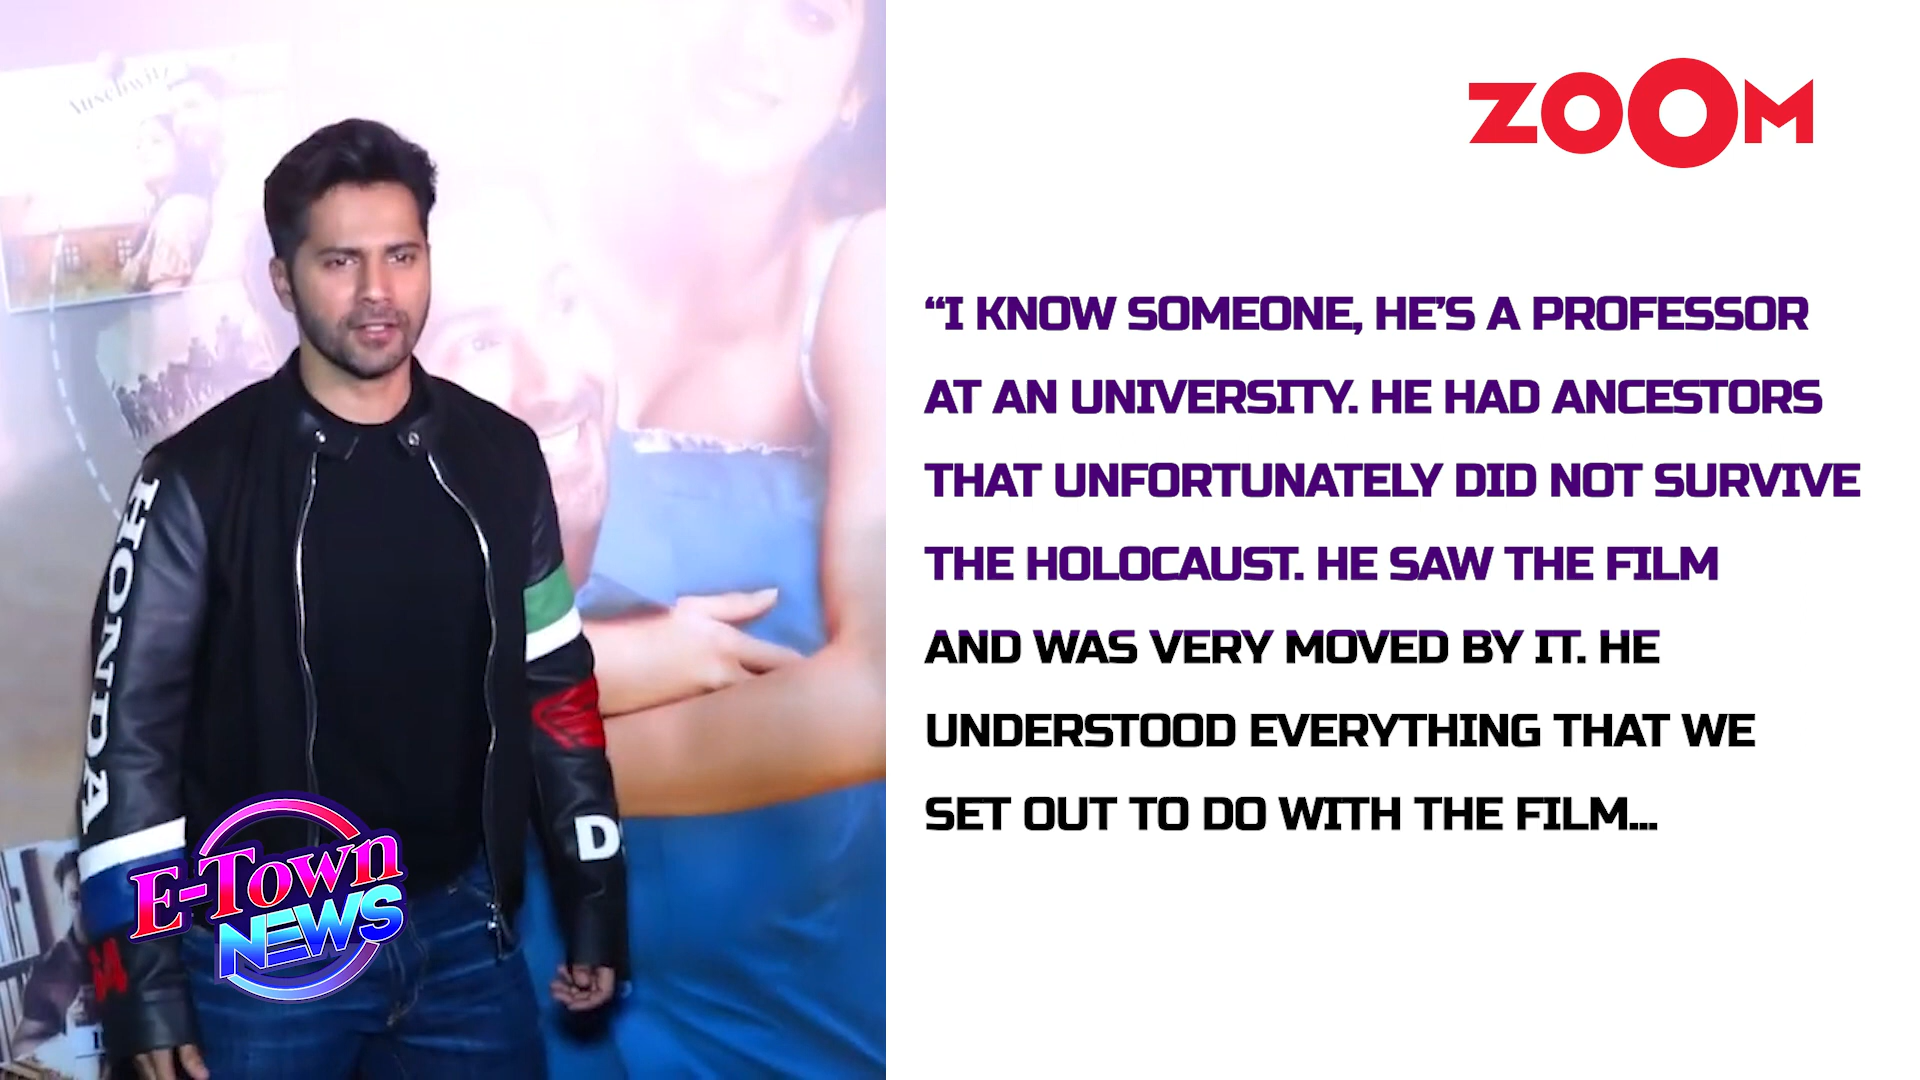 Auschwitz
ZOOM
“I KNOW SOMEONE, HE’S A PROFESSOR
AT AN UNIVERSITY. HE HAD ANCESTORS
THAT UNFORTUNATELY DID NOT SURVIVE
THE HOLOCAUST. HE SAW THE FILM
AND WAS VERY MOVED BY IT. HE
UNDERSTOOD EVERYTHING THAT WE
SET OUT TO DO WITH THE FILM...
HONDA
D
E-TOWN
NEWS